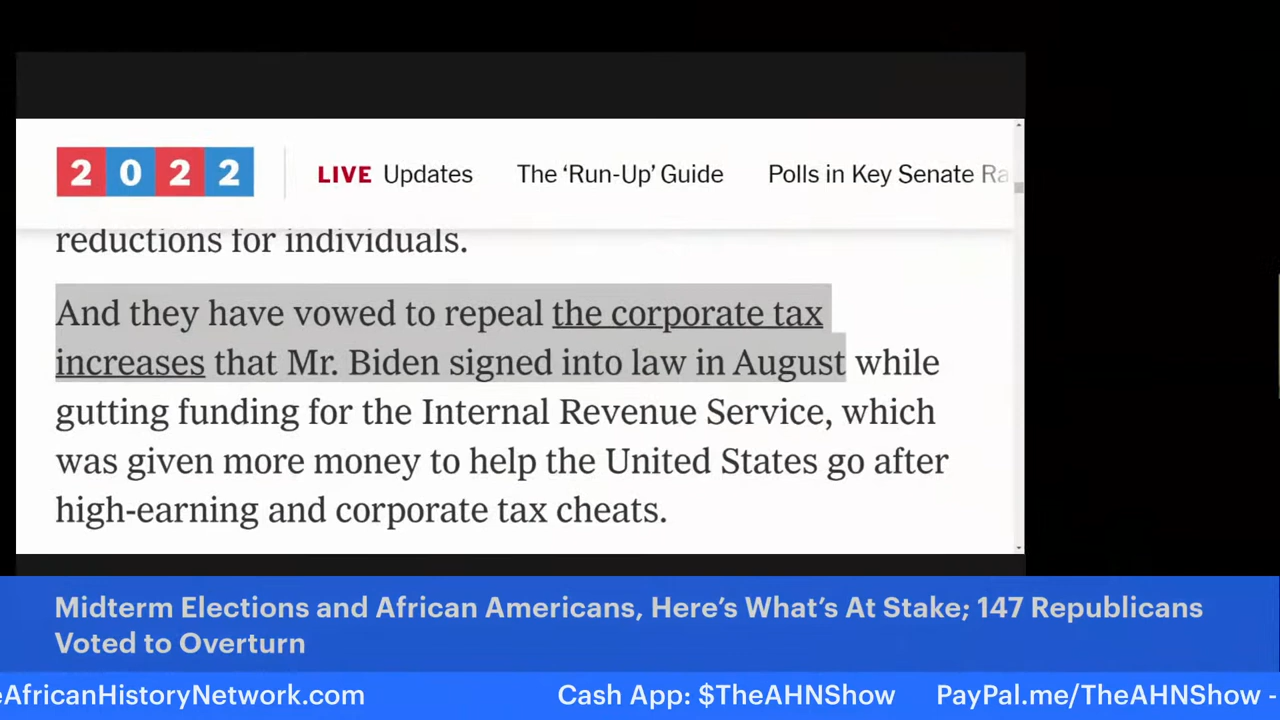 2022 LIVE Updates The ‘Run-Up’ Guide Polls in Key Senate Ra
reductions for individuals.
And they have vowed to repeal the corporate tax
increases that Mr. Biden signed into law in August while
gutting funding for the Internal Revenue Service, which
was given more money to help the United States go after
high-earning and corporate tax cheats.
Midterm Elections and African Americans, Here’s What’s At Stake; 147 Republicans
Voted to Overturn
eAfricanHistoryNetwork.com Cash App: $TheAHNShow PayPal.me/TheAHNShow -